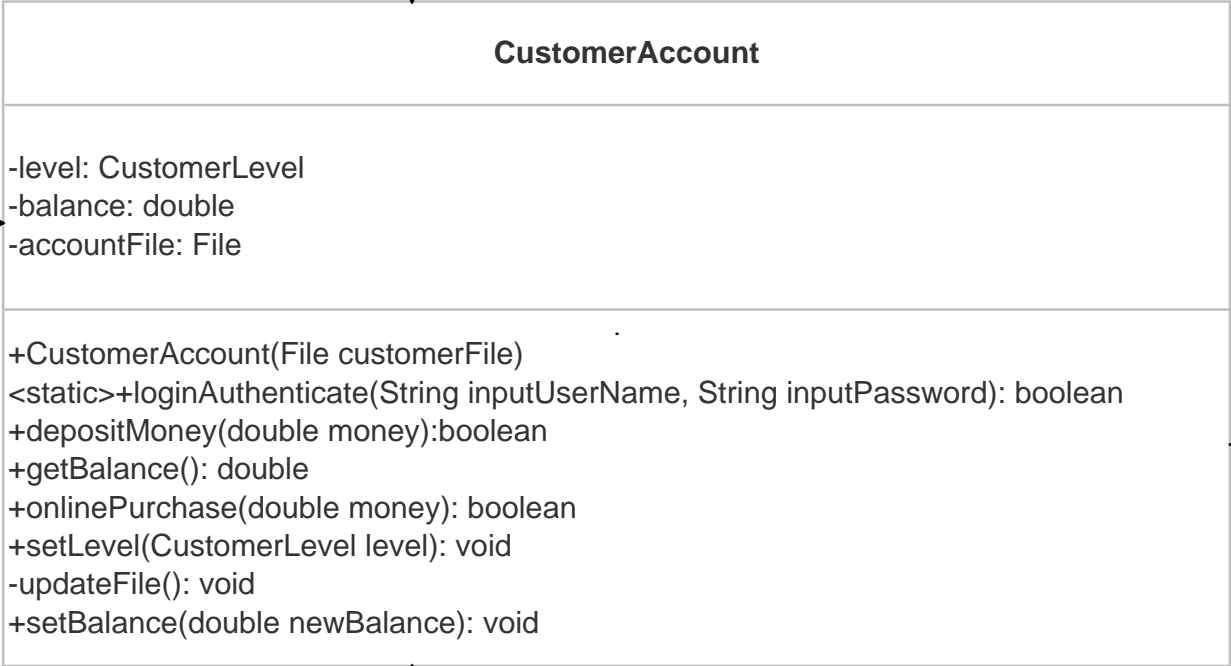 CustomerAccount
-level: CustomerLevel
-balance: double
-accountFile: File
+CustomerAccount(File customerFile)
<static>+loginAuthenticate(String inputUserName, String inputPassword): boolean
+depositMoney(double money):boolean
+getBalance(): double
+onlinePurchase(double money): boolean
+setLevel(CustomerLevel level): void
-updateFile(): void
+setBalance(double newBalance): void